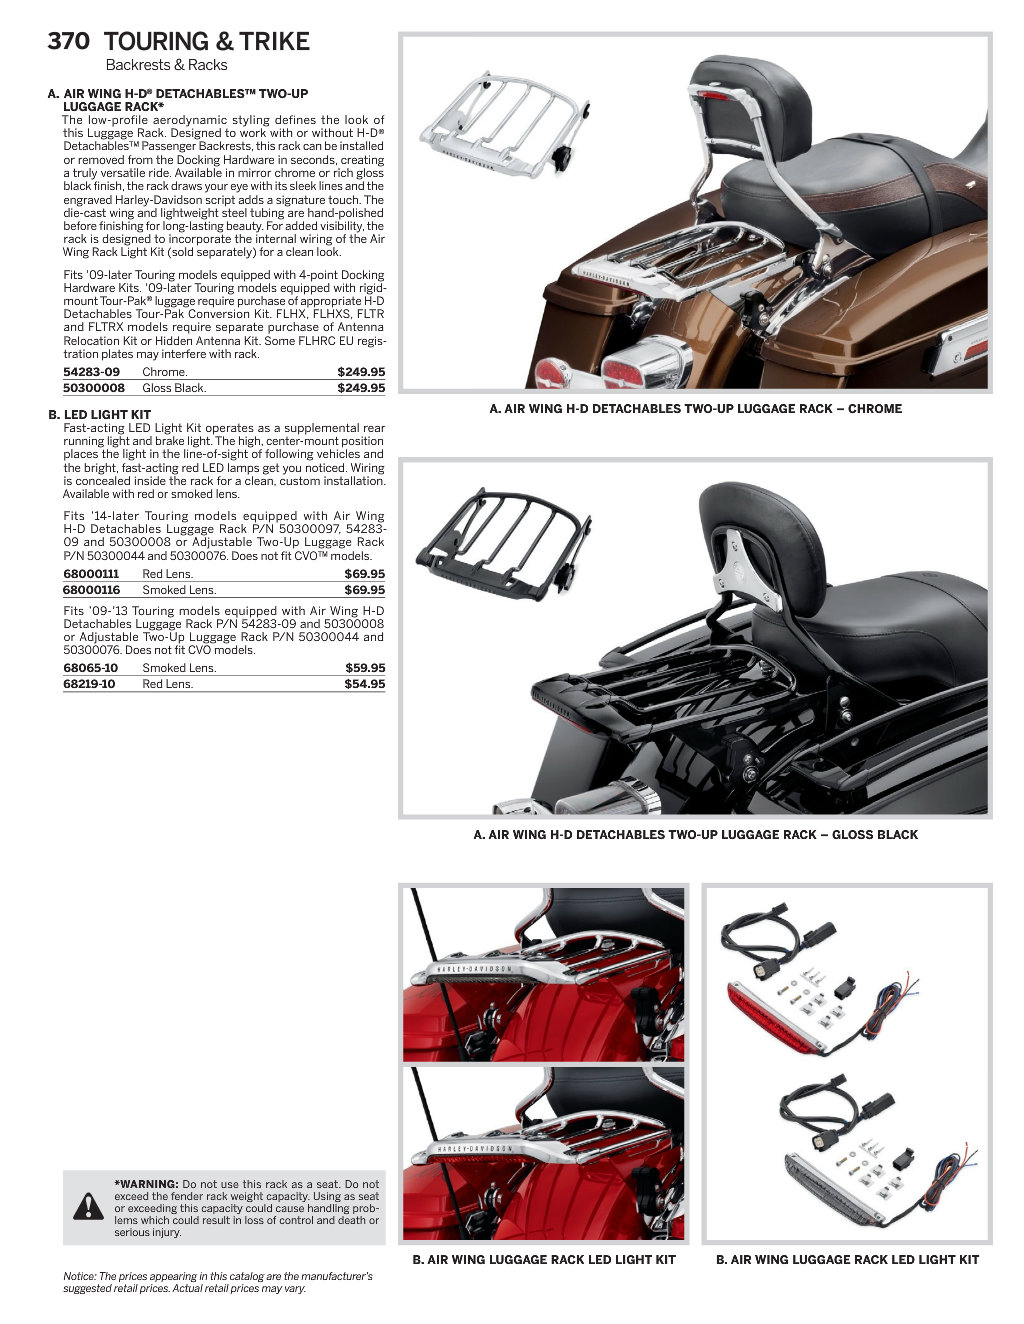 370 TOURING & TRIKE
Backrests & Racks
A. AIR WING H-D® DETACHABLES™ TWO-UP
LUGGAGE RACK*
The low-profile aerodynamic styling defines the look of
this Luggage Rack. Designed to work with or without H-D®
Detachables™ Passenger Backrests, this rack can be installed
or removed from the Docking Hardware in seconds, creating
a truly versatile ride. Available in mirror chrome or rich gloss
black finish, the rack draws your eye with its sleek lines and the
engraved Harley-Davidson script adds a signature touch. The
die-cast wing and lightweight steel tubing are hand-polished
before finishing for long-lasting beauty. For added visibility, the
rack is designed to incorporate the internal wiring of the Air
Wing Rack Light Kit (sold separately) for a clean look.
Fits '09-later Touring models equipped with 4-point Docking
Hardware Kits. '09-later Touring models equipped with rigid-
mount Tour-Pak® luggage require purchase of appropriate H-D
Detachables Tour-Pak Conversion Kit. FLHX, FLHXS, FLTR
and FLTRX models require separate purchase of Antenna
Relocation Kit or Hidden Antenna Kit. Some FLHRC EU regis-
tration plates may interfere with rack.
54283-09 Chrome. $249.95
50300008 Gloss Black. $249.95
B. LED LIGHT KIT
Fast-acting LED Light Kit operates as a supplemental rear
running light and brake light. The high, center-mount position
places the light in the line-of-sight of following vehicles and
the bright, fast-acting red LED lamps get you noticed. Wiring
is concealed inside the rack for a clean, custom installation.
Available with red or smoked lens.
Fits '14-later Touring models equipped with Air Wing
H-D Detachables Luggage Rack P/N 50300097, 54283-
09 and 50300008 or Adjustable Two-Up Luggage Rack
P/N 50300044 and 50300076. Does not fit CVO™ models.
68000111 Red Lens. $69.95
68000116 Smoked Lens. $69.95
Fits '09-'13 Touring models equipped with Air Wing H-D
Detachables Luggage Rack P/N 54283-09 and 50300008
or Adjustable Two-Up Luggage Rack P/N 50300044 and
50300076. Does not fit CVO models.
68065-10 Smoked Lens. $59.95
68219-10 Red Lens. $54.95
*WARNING: Do not use this rack as a seat. Do not
exceed the fender rack weight capacity. Using as seat
or exceeding this capacity could cause handling prob-
lems which could result in loss of control and death or
serious injury.
Notice: The prices appearing in this catalog are the manufacturer's
suggested retail prices. Actual retail prices may vary.
HARLEY-DAVIDSON
HARLEY-DAVIDSON
A. AIR WING H-D DETACHABLES TWO-UP LUGGAGE RACK – CHROME
A. AIR WING H-D DETACHABLES TWO-UP LUGGAGE RACK – GLOSS BLACK
HARLEY-DAVIDSON
HARLEY-DAVIDSON
B. AIR WING LUGGAGE RACK LED LIGHT KIT
B. AIR WING LUGGAGE RACK LED LIGHT KIT